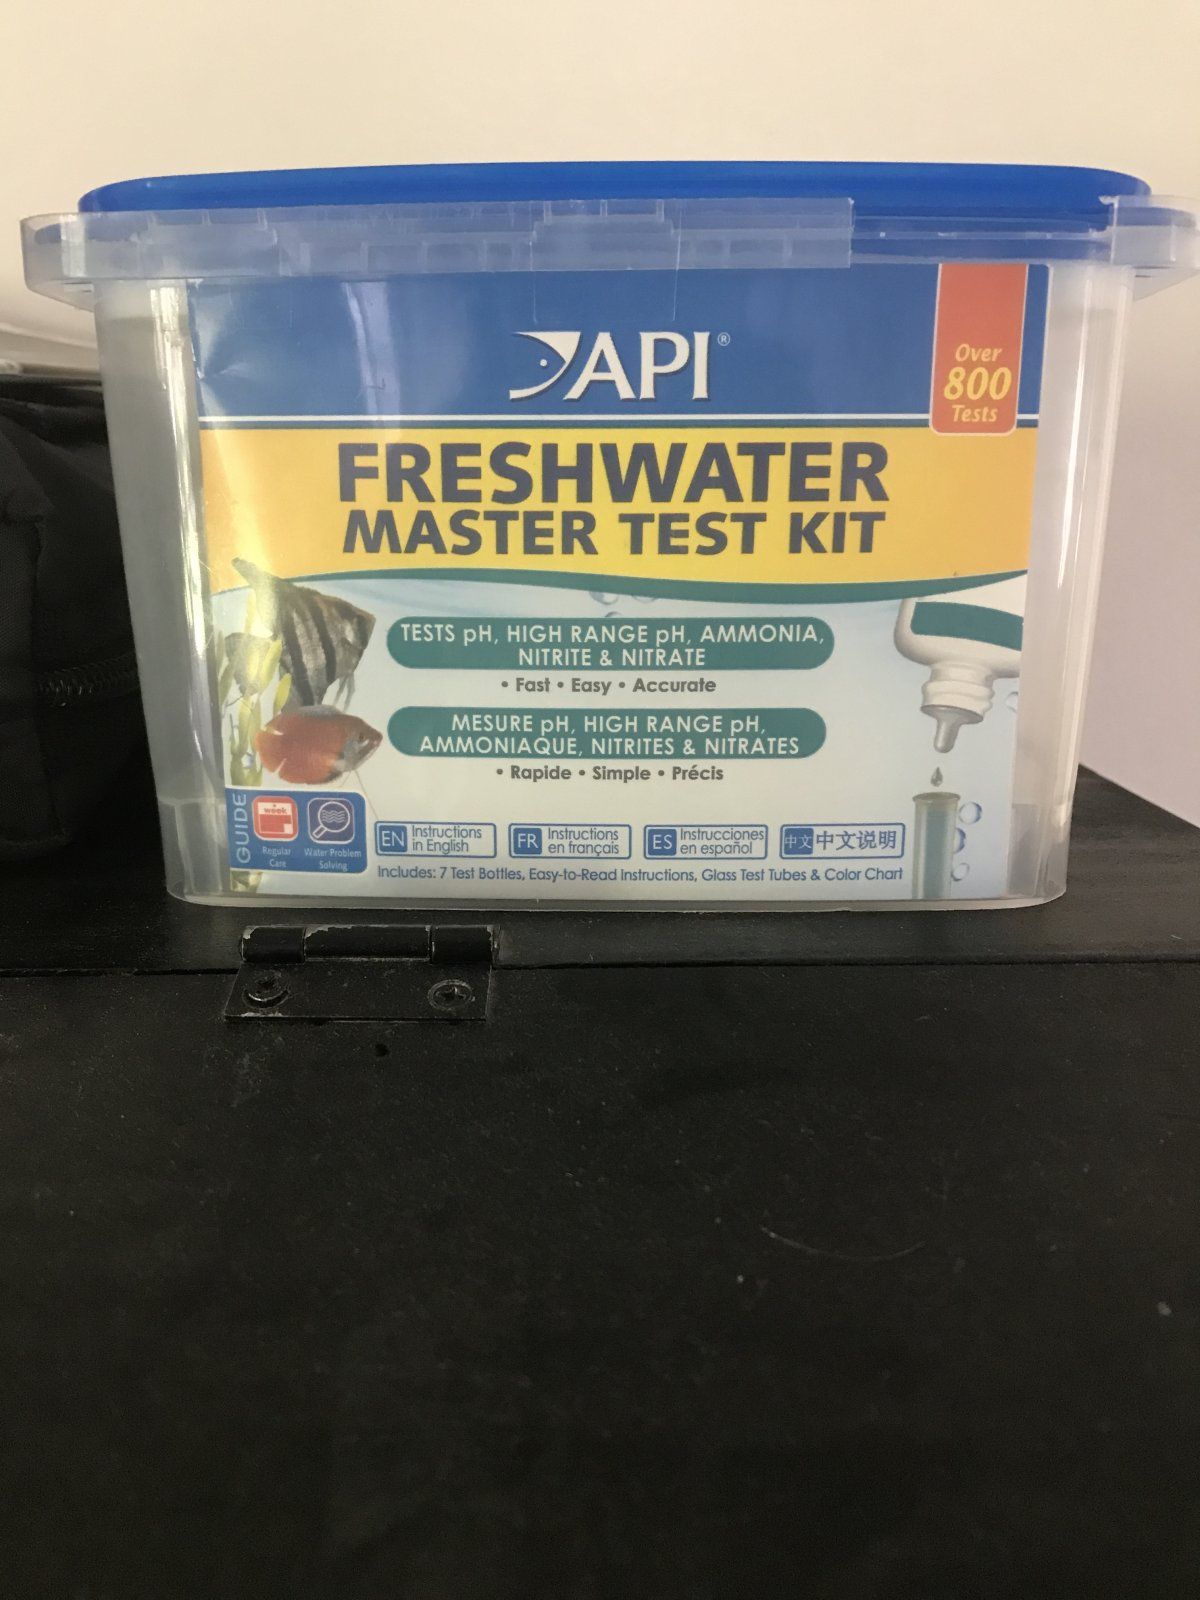 API®
Over
800
Tests
FRESHWATER
MASTER TEST KIT
TESTS pH, HIGH RANGE pH, AMMONIA,
NITRITE & NITRATE
• Fast • Easy • Accurate
MESURE pH, HIGH RANGE pH,
AMMONIAQUE, NITRITES & NITRATES
• Rapide • Simple • Précis
GUIDE
week
Regular
Care
Water Problem
Solving
EN Instructions
in English
FR Instructions
en français
ES Instrucciones
en español
中文 中文说明
Includes: 7 Test Bottles, Easy-to-Read Instructions, Glass Test Tubes & Color Chart